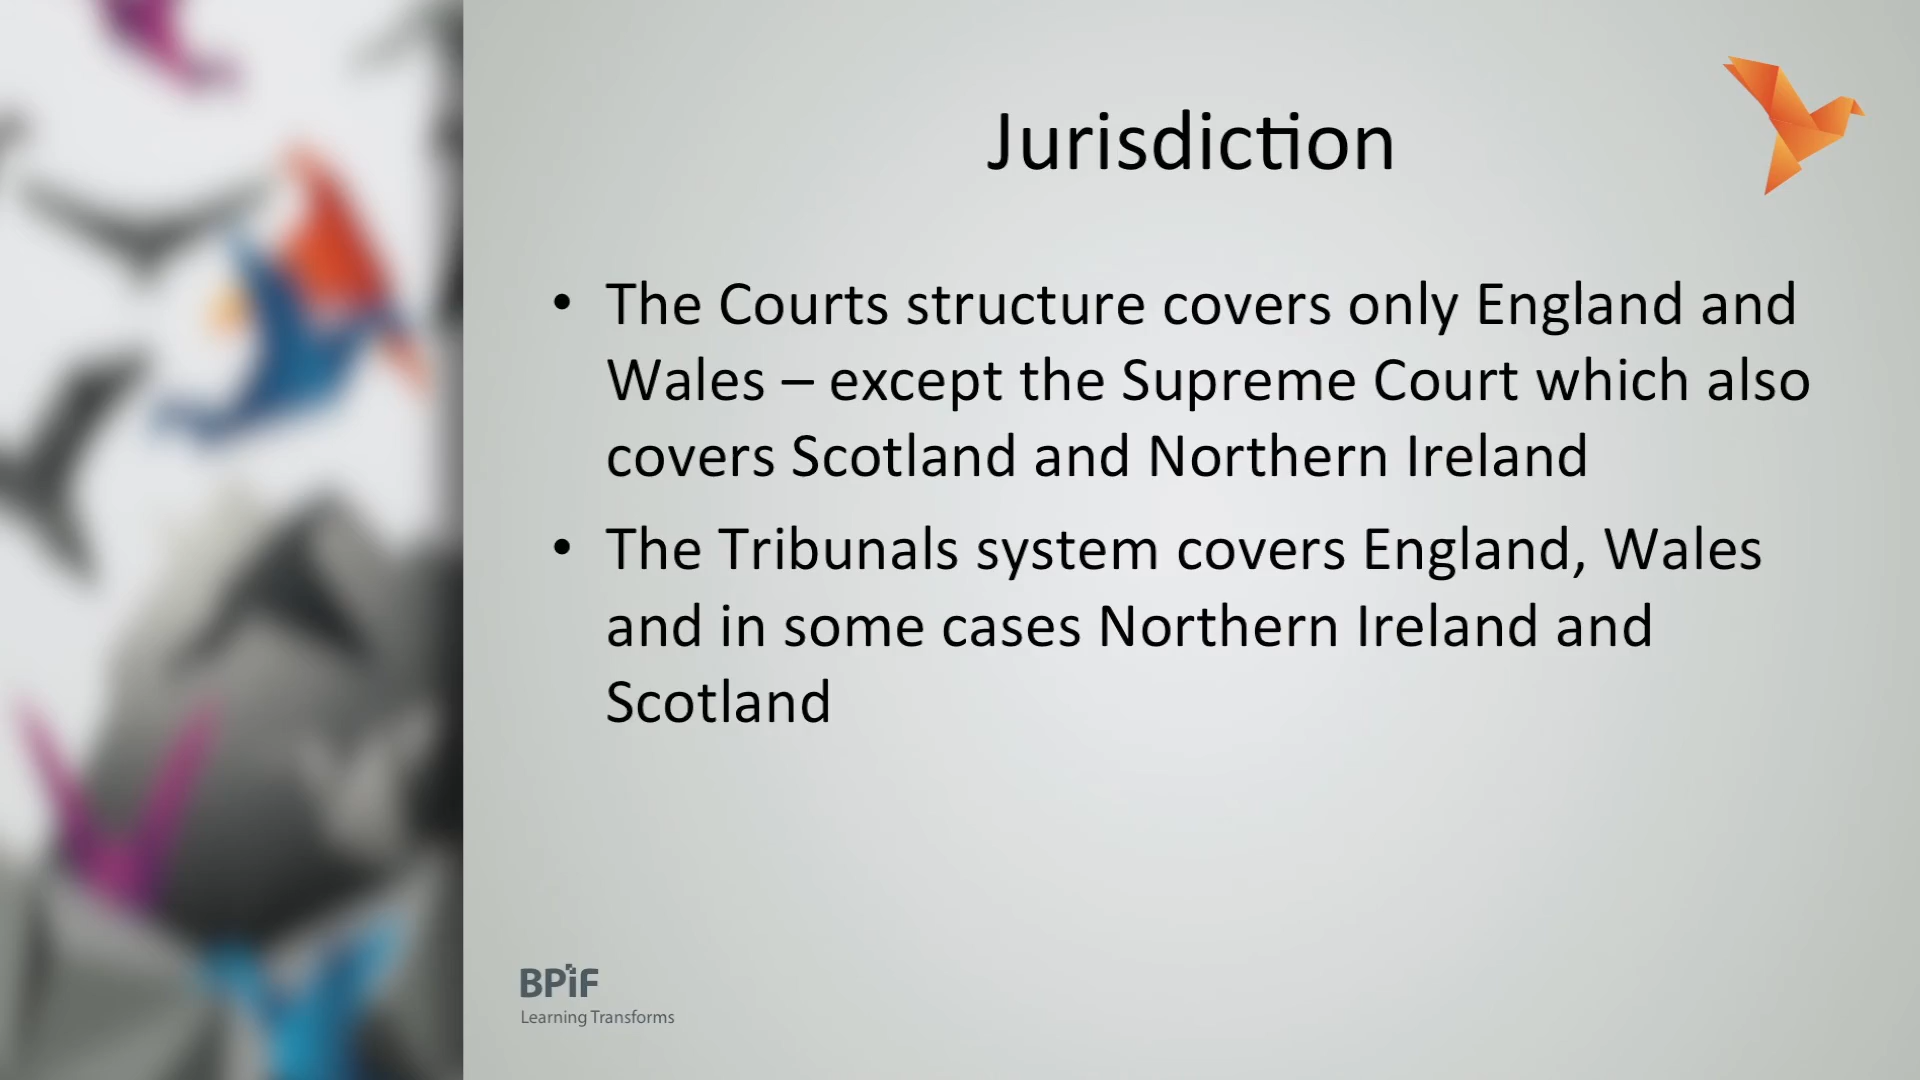 Jurisdiction
• The Courts structure covers only England and
Wales – except the Supreme Court which also
covers Scotland and Northern Ireland
• The Tribunals system covers England, Wales
and in some cases Northern Ireland and
Scotland
BPiF
Learning Transforms